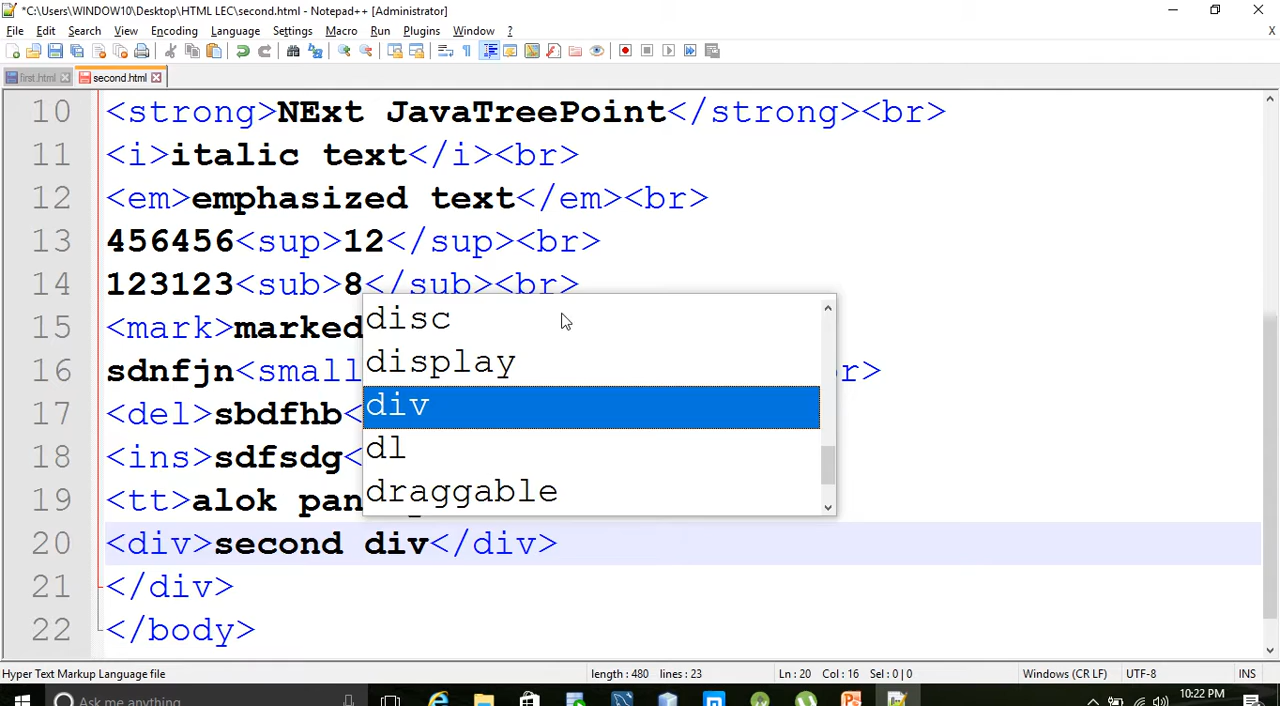 *C:\Users\WINDOW10\Desktop\HTML LEC\second.html - Notepad++ [Administrator]
File Edit Search View Encoding Language Settings Macro Run Plugins Window ? X
first.html second.html
10 <strong>NExt JavaTreePoint</strong><br>
11 <i>italic text</i><br>
12 <em>emphasized text</em><br>
13 456456<sup>12</sup><br>
14 123123<sub>8</sub><br>
15 <mark>marked
16 sdnfjn<small r>
17 <del>sbdfhb<
18 <ins>sdfsdg<
19 <tt>alok pan
20 <div>second div</div>
21 </div>
22 </body>
disc
display
div
dl
draggable
Hyper Text Markup Language file length : 480 lines : 23 Ln : 20 Col : 16 Sel : 0 | 0 Windows (CR LF) UTF-8 INS
Ask me anything 10:22 PM